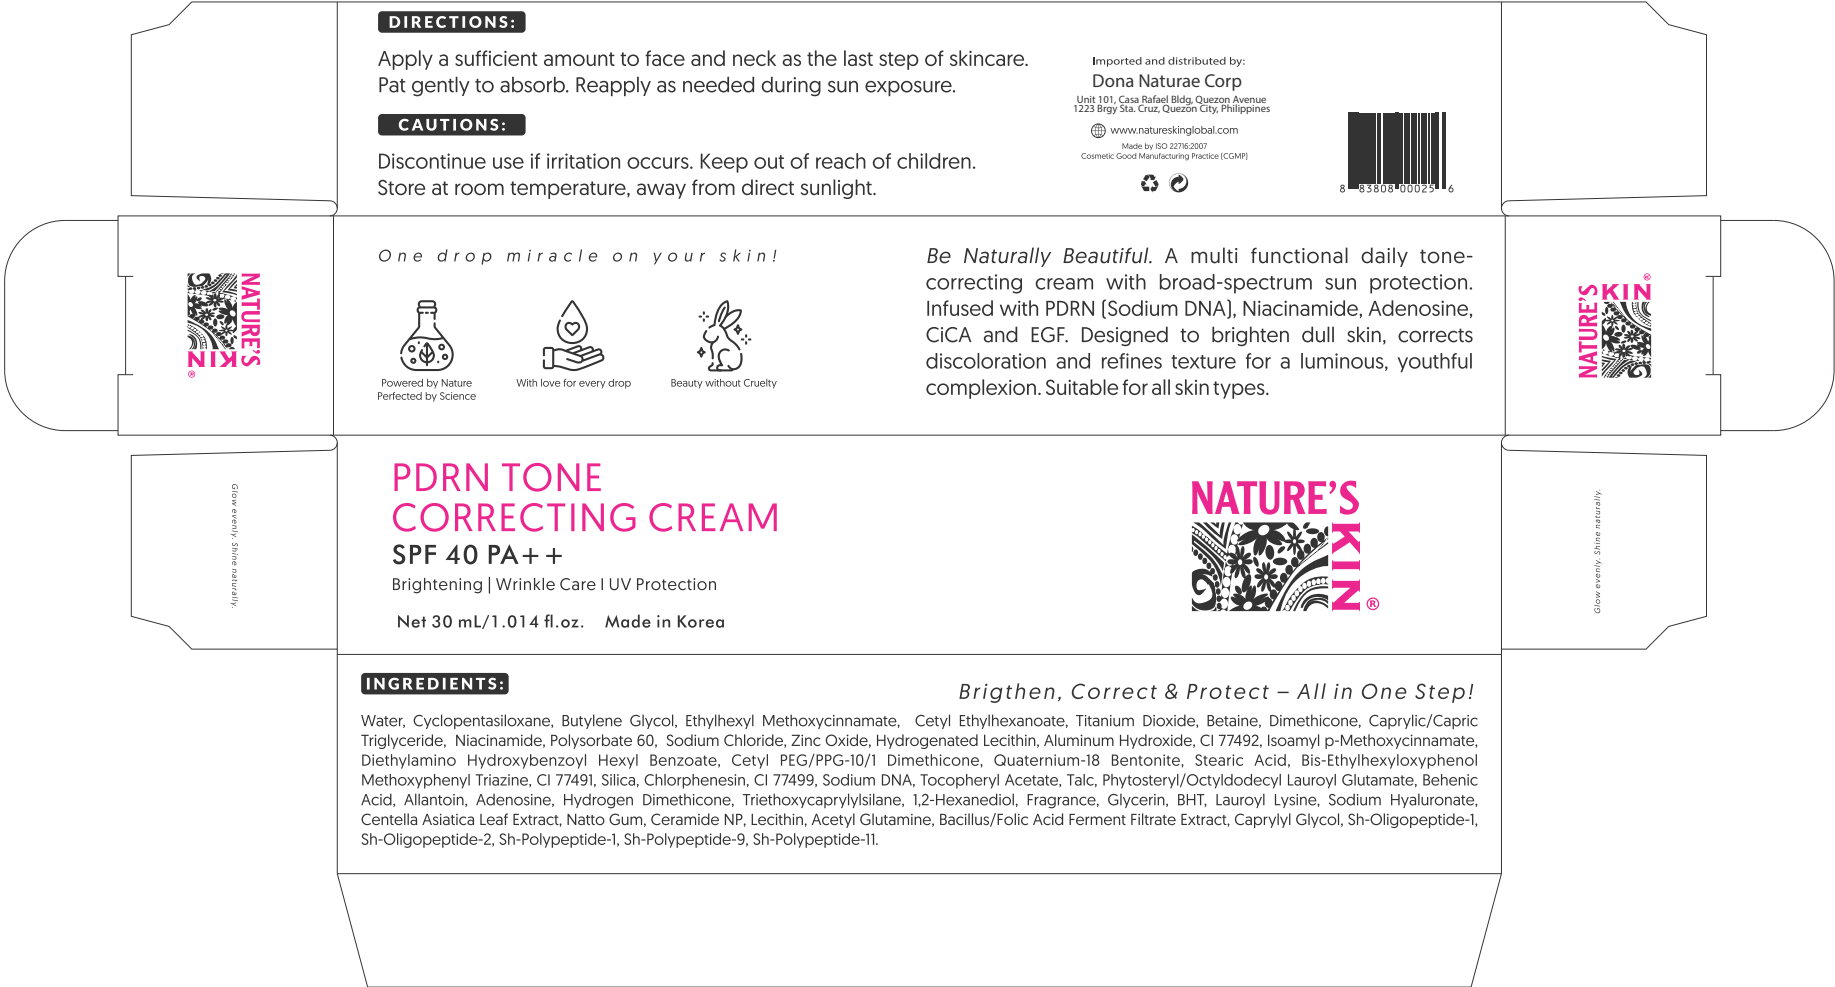 DIRECTIONS:
Apply a sufficient amount to face and neck as the last step of skincare.
Pat gently to absorb. Reapply as needed during sun exposure.
CAUTIONS:
Discontinue use if irritation occurs. Keep out of reach of children.
Store at room temperature, away from direct sunlight.
Imported and distributed by:
Dona Naturae Corp
Unit 101, Casa Rafael Bldg, Quezon Avenue
1223 Brgy Sta. Cruz, Quezon City, Philippines
www.natureskinglobal.com
Made by ISO 22716:2007
Cosmetic Good Manufacturing Practice (CGMP)
8 83808 00025 6
NATURE'S
KIN®
One drop miracle on your skin!
Powered by Nature
Perfected by Science
With love for every drop
Beauty without Cruelty
Be Naturally Beautiful. A multi functional daily tone-
correcting cream with broad-spectrum sun protection.
Infused with PDRN (Sodium DNA), Niacinamide, Adenosine,
CiCA and EGF. Designed to brighten dull skin, corrects
discoloration and refines texture for a luminous, youthful
complexion. Suitable for all skin types.
NATURE'S
KIN®
Glow evenly. Shine naturally.
PDRN TONE
CORRECTING CREAM
SPF 40 PA++
Brightening | Wrinkle Care I UV Protection
Net 30 mL/1.014 fl.oz. Made in Korea
NATURE'S
KIN®
Glow evenly. Shine naturally.
INGREDIENTS:
Brigthen, Correct & Protect – All in One Step!
Water, Cyclopentasiloxane, Butylene Glycol, Ethylhexyl Methoxycinnamate, Cetyl Ethylhexanoate, Titanium Dioxide, Betaine, Dimethicone, Caprylic/Capric
Triglyceride, Niacinamide, Polysorbate 60, Sodium Chloride, Zinc Oxide, Hydrogenated Lecithin, Aluminum Hydroxide, CI 77492, Isoamyl p-Methoxycinnamate,
Diethylamino Hydroxybenzoyl Hexyl Benzoate, Cetyl PEG/PPG-10/1 Dimethicone, Quaternium-18 Bentonite, Stearic Acid, Bis-Ethylhexyloxyphenol
Methoxyphenyl Triazine, CI 77491, Silica, Chlorphenesin, CI 77499, Sodium DNA, Tocopheryl Acetate, Talc, Phytosteryl/Octyldodecyl Lauroyl Glutamate, Behenic
Acid, Allantoin, Adenosine, Hydrogen Dimethicone, Triethoxycaprylylsilane, 1,2-Hexanediol, Fragrance, Glycerin, BHT, Lauroyl Lysine, Sodium Hyaluronate,
Centella Asiatica Leaf Extract, Natto Gum, Ceramide NP, Lecithin, Acetyl Glutamine, Bacillus/Folic Acid Ferment Filtrate Extract, Caprylyl Glycol, Sh-Oligopeptide-1,
Sh-Oligopeptide-2, Sh-Polypeptide-1, Sh-Polypeptide-9, Sh-Polypeptide-11.